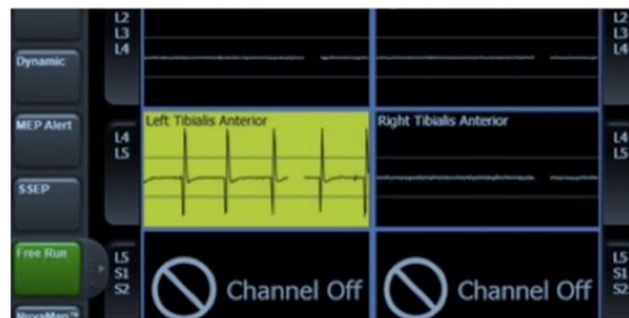 L2
L3
L4
L2
L3
L4
Dynamic
MEP Alert
L4
L5
Left Tibialis Anterior
Right Tibialis Anterior
L4
L5
SSEP
Free Run
L5
S1
S2
Channel Off
Channel Off
L5
S1
S2